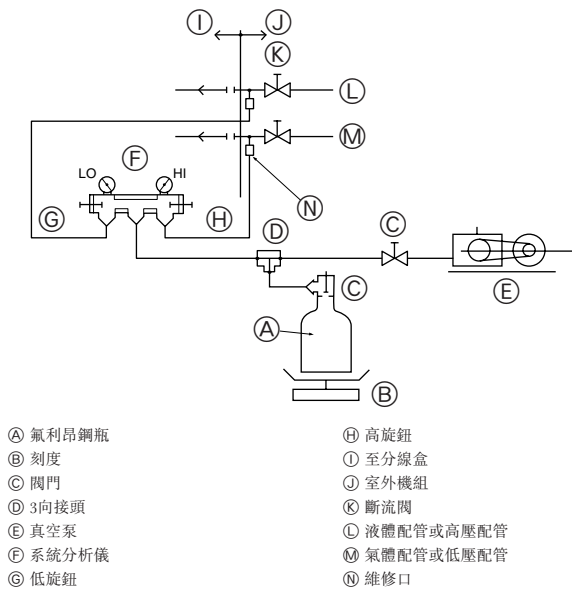 I J
K
L
F
M
LO HI
G H N
D C
C E
A
B
Ⓐ 氟利昂鋼瓶
Ⓑ 刻度
Ⓒ 閥門
Ⓓ 3向接頭
Ⓔ 真空泵
Ⓕ 系統分析儀
Ⓖ 低旋鈕
Ⓗ 高旋鈕
Ⓘ 至分線盒
Ⓙ 室外機組
Ⓚ 斷流閥
Ⓛ 液體配管或高壓配管
Ⓜ 氣體配管或低壓配管
Ⓝ 維修口